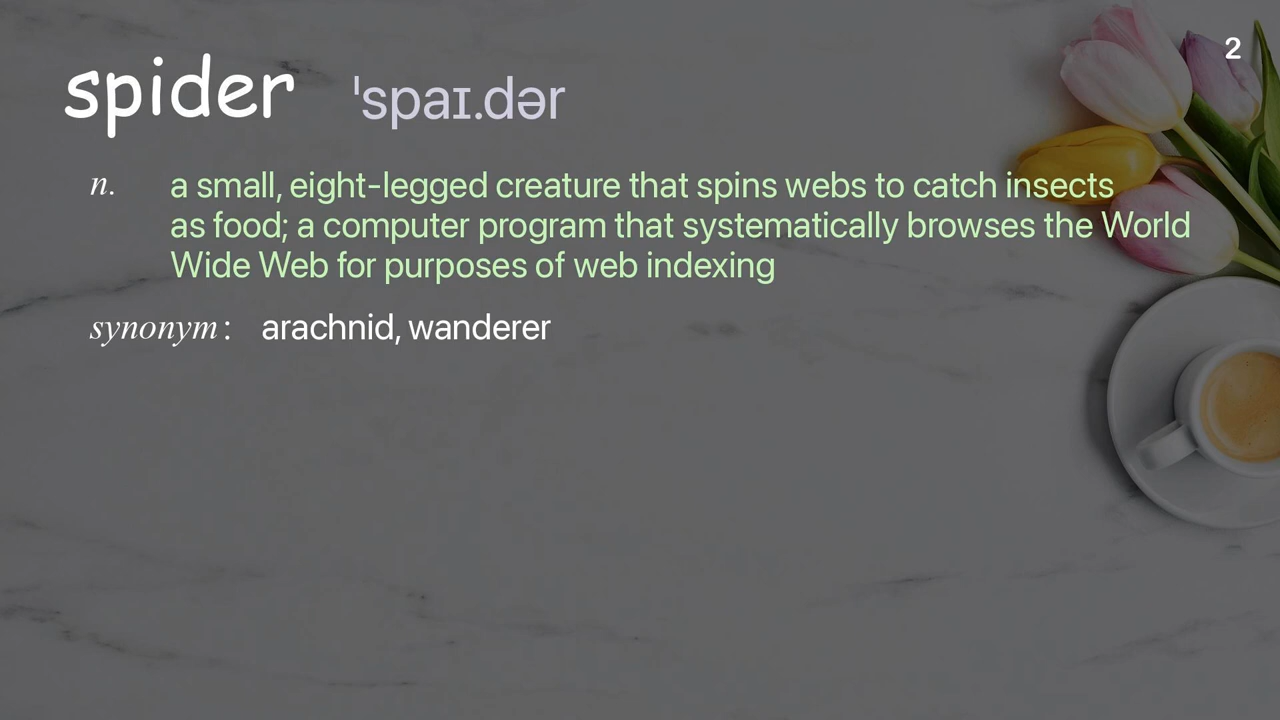 2
spider ˈspaɪ.dər
n. a small, eight-legged creature that spins webs to catch insects
as food; a computer program that systematically browses the World
Wide Web for purposes of web indexing
synonym: arachnid, wanderer